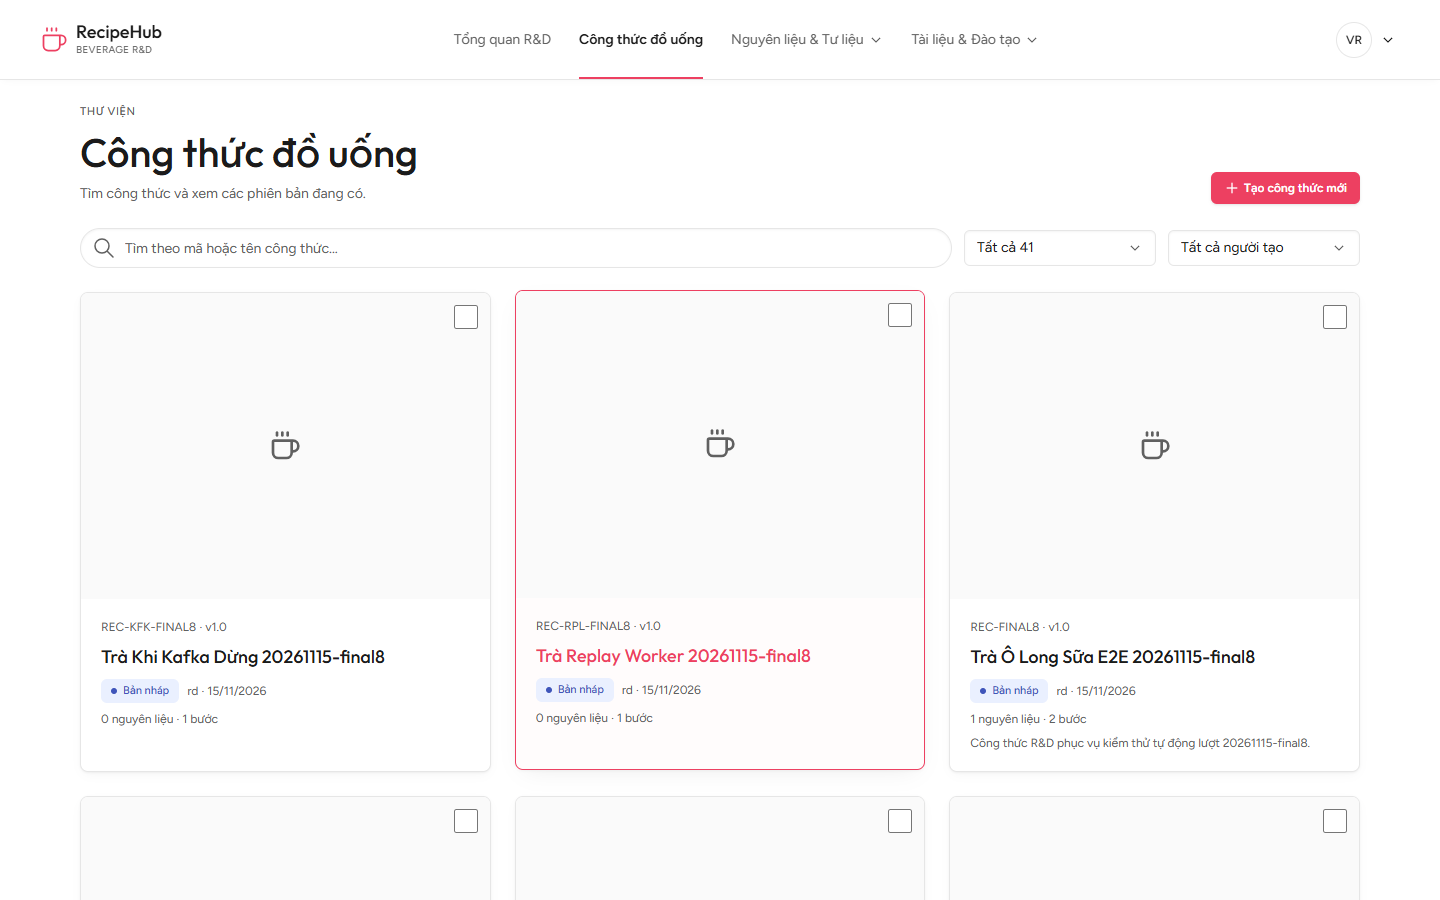 RecipeHub
BEVERAGE R&D
Tổng quan R&D
Công thức đồ uống
Nguyên liệu & Tư liệu
Tài liệu & Đào tạo
VR
THƯ VIỆN
Công thức đồ uống
Tìm công thức và xem các phiên bản đang có.
Tạo công thức mới
Tìm theo mã hoặc tên công thức...
Tất cả 41
Tất cả người tạo
REC-KFK-FINAL8 · v1.0
Trà Khi Kafka Dừng 20261115-final8
Bản nháp
rd · 15/11/2026
0 nguyên liệu · 1 bước
REC-RPL-FINAL8 · v1.0
Trà Replay Worker 20261115-final8
Bản nháp
rd · 15/11/2026
0 nguyên liệu · 1 bước
REC-FINAL8 · v1.0
Trà Ô Long Sữa E2E 20261115-final8
Bản nháp
rd · 15/11/2026
1 nguyên liệu · 2 bước
Công thức R&D phục vụ kiểm thử tự động lượt 20261115-final8.